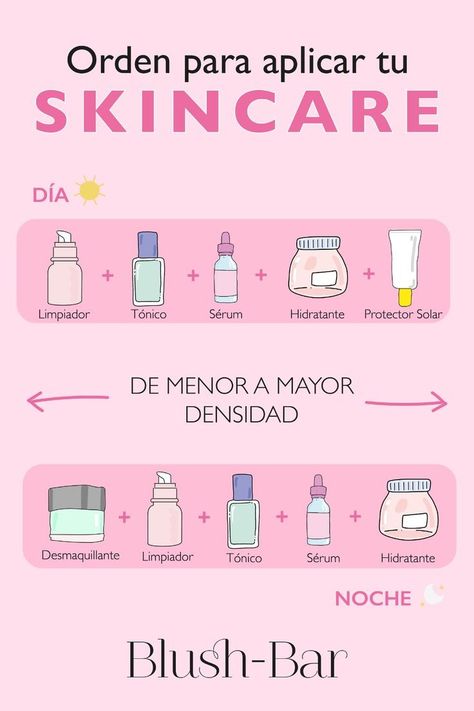 Orden para aplicar tu
SKINCARE
DÍA
Limpiador + Tónico + Sérum + Hidratante + Protector Solar
DE MENOR A MAYOR
DENSIDAD
Desmaquillante + Limpiador + Tónico + Sérum + Hidratante
NOCHE
Blush-Bar